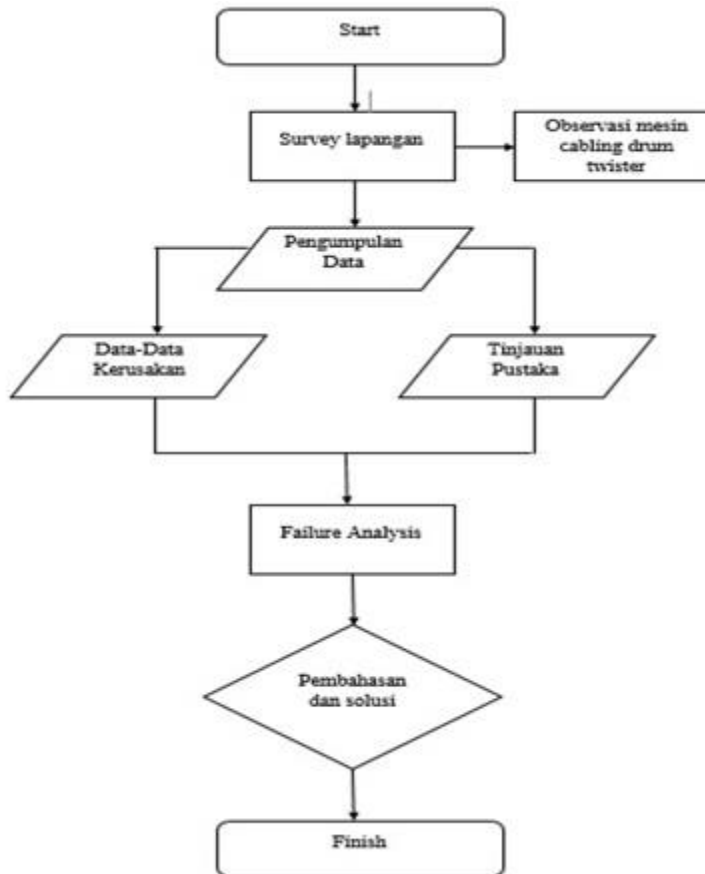 Start
Survey lapangan
Observasi mesin
cabling drum
twister
Pengumpulan
Data
Data-Data
Kerusakan
Tinjauan
Pustaka
Failure Analysis
Pembahasan
dan solusi
Finish